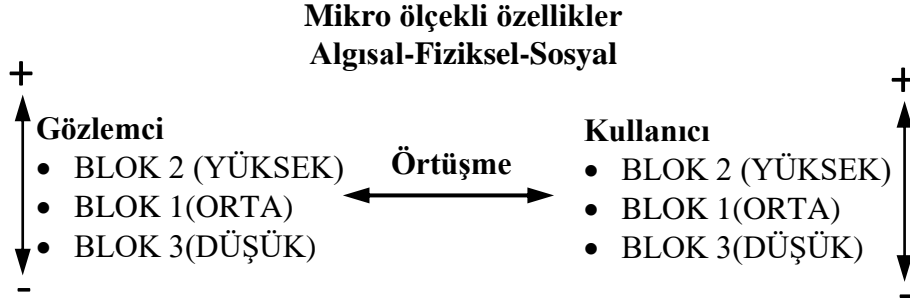 Mikro ölçekli özellikler
Algısal-Fiziksel-Sosyal
+
+
Gözlemci
• BLOK 2 (YÜKSEK)
• BLOK 1(ORTA)
• BLOK 3(DÜŞÜK)
Örtüşme
Kullanıcı
• BLOK 2 (YÜKSEK)
• BLOK 1(ORTA)
• BLOK 3(DÜŞÜK)
-
-